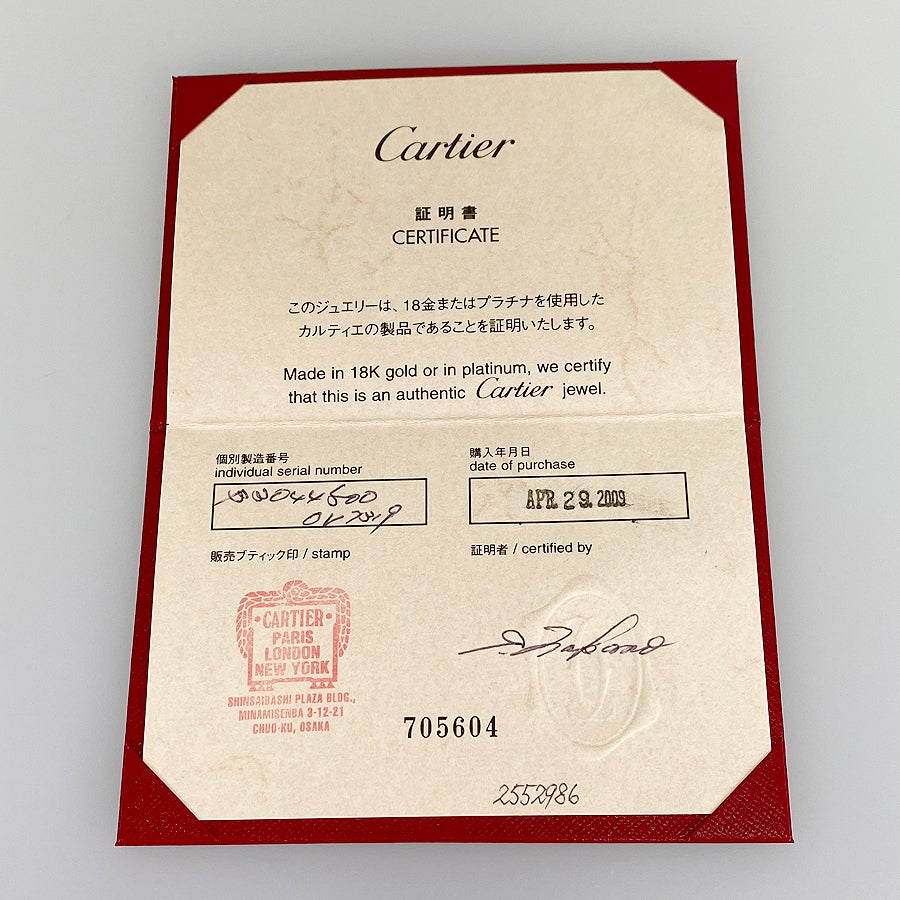 Cartier
証明書
CERTIFICATE
このジュエリーは、18金またはプラチナを使用した
カルティエの製品であることを証明いたします。
Made in 18K gold or in platinum, we certify
that this is an authentic Cartier jewel.
個別製造番号
individual serial number
購入年月日
date of purchase
APR. 29. 2009
販売ブティック印 / stamp
証明者 / certified by
CARTIER
PARIS
LONDON
NEW YORK
SHINSAIBASHI PLAZA BLDG.,
MINAMISENBA 3-12-21
CHUO-KU, OSAKA
705604
2552986